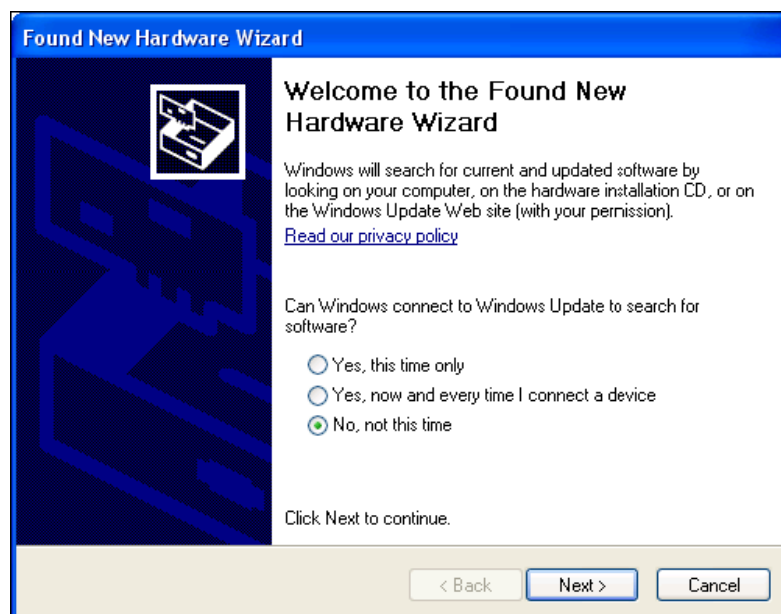 Found New Hardware Wizard
Welcome to the Found New
Hardware Wizard
Windows will search for current and updated software by
looking on your computer, on the hardware installation CD, or on
the Windows Update Web site (with your permission).
Read our privacy policy
Can Windows connect to Windows Update to search for
software?
Yes, this time only
Yes, now and every time I connect a device
No, not this time
Click Next to continue.
< Back
Next >
Cancel